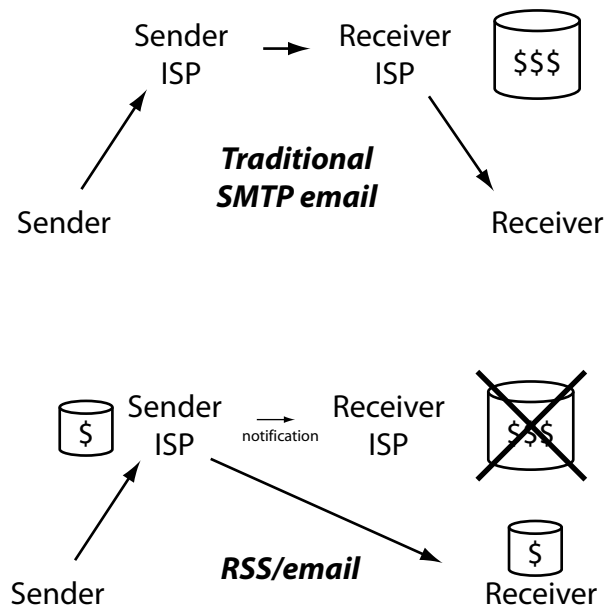 Sender
ISP
Receiver
ISP
$$$
Traditional
SMTP email
Sender
Receiver
$
Sender
ISP
notification
Receiver
ISP
$$$
RSS/email
$
Sender
Receiver